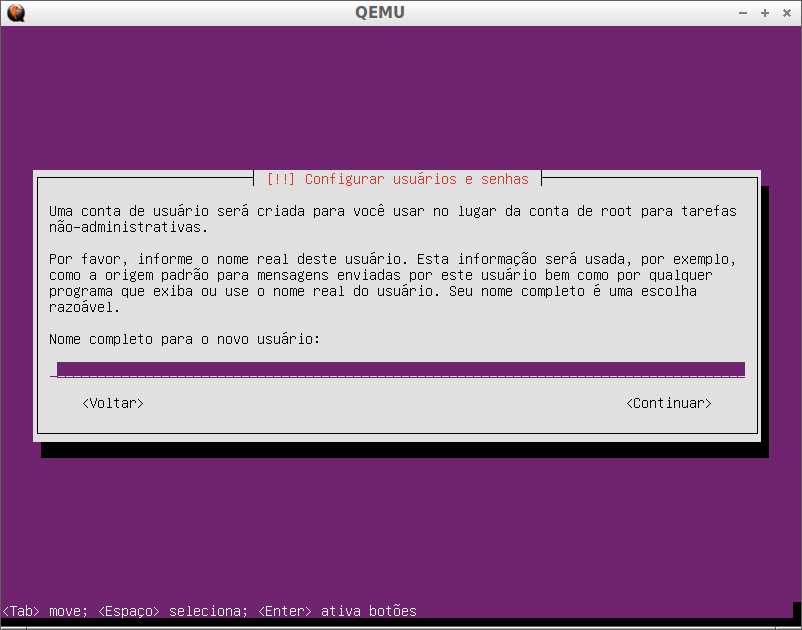 QEMU
[!!] Configurar usuários e senhas
Uma conta de usuário será criada para você usar no lugar da conta de root para tarefas
não-administrativas.
Por favor, informe o nome real deste usuário. Esta informação será usada, por exemplo,
como a origem padrão para mensagens enviadas por este usuário bem como por qualquer
programa que exiba ou use o nome real do usuário. Seu nome completo é uma escolha
razoável.
Nome completo para o novo usuário:
<Voltar> <Continuar>
<Tab> move; <Espaço> seleciona; <Enter> ativa botões